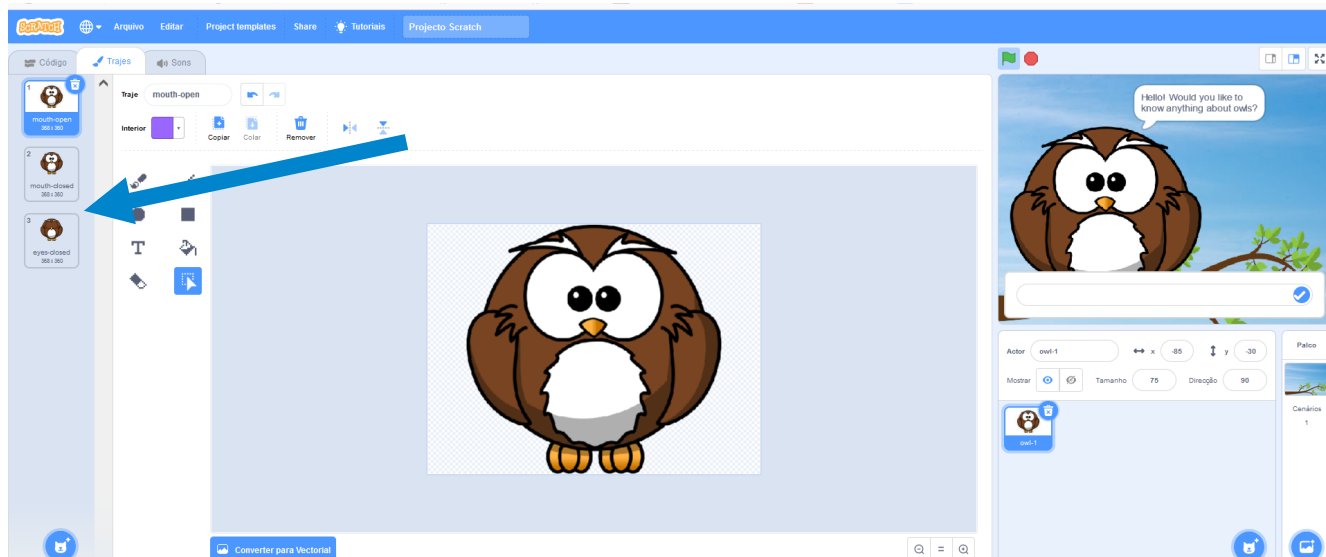 SCRATCH
Arquivo Editar Project templates Share Tutoriais Projecto Scratch
Código Trajes Sons
1
mouth-open
368 x 360
2
mouth-closed
368 x 360
3
eyes-closed
368 x 360
Traje mouth-open
Interior Copiar Colar Remover
T
Converter para Vectorial
=
Hello! Would you like to
know anything about owls?
Actor owl-1 x -85 y -30
Mostrar Tamanho 75 Direcção 90
owl-1
Palco
Cenários
1